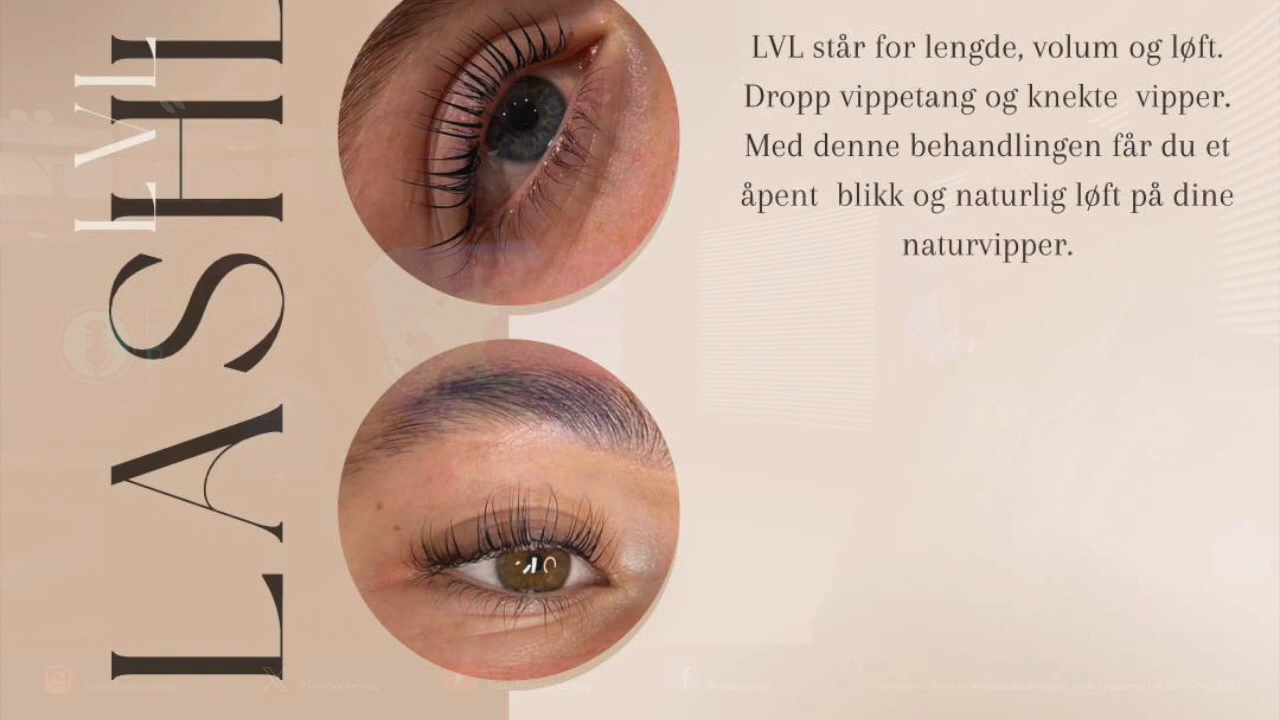 LVL
LASHL
LVL står for lengde, volum og løft.
Dropp vippetang og knekte vipper.
Med denne behandlingen får du et
åpent blikk og naturlig løft på dine
naturvipper.